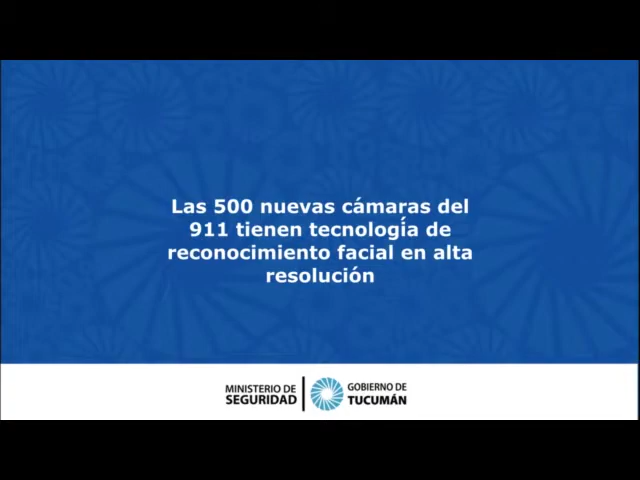 Las 500 nuevas cámaras del
911 tienen tecnología de
reconocimiento facial en alta
resolución
MINISTERIO DE
SEGURIDAD
GOBIERNO DE
TUCUMÁN